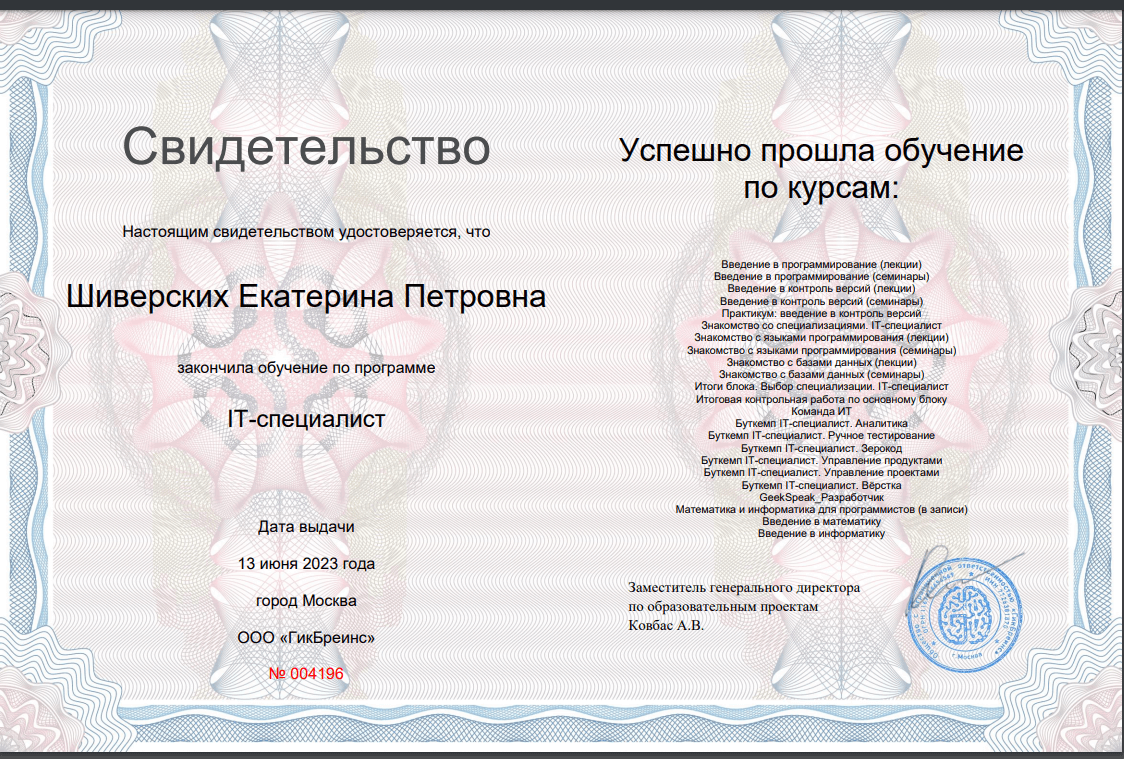 Свидетельство
Настоящим свидетельством удостоверяется, что
Шиверских Екатерина Петровна
закончила обучение по программе
IT-специалист
Дата выдачи
13 июня 2023 года
город Москва
ООО «ГикБреинс»
№ 004196
Успешно прошла обучение
по курсам:
Введение в программирование (лекции)
Введение в программирование (семинары)
Введение в контроль версий (лекции)
Введение в контроль версий (семинары)
Практикум: введение в контроль версий
Знакомство со специализациями. IT-специалист
Знакомство с языками программирования (лекции)
Знакомство с языками программирования (семинары)
Знакомство с базами данных (лекции)
Знакомство с базами данных (семинары)
Итоги блока. Выбор специализации. IT-специалист
Итоговая контрольная работа по основному блоку
Команда ИТ
Буткемп IT-специалист. Аналитика
Буткемп IT-специалист. Ручное тестирование
Буткемп IT-специалист. Зерокод
Буткемп IT-специалист. Управление продуктами
Буткемп IT-специалист. Управление проектами
Буткемп IT-специалист. Вёрстка
GeekSpeak_Разработчик
Математика и информатика для программистов (в записи)
Введение в математику
Введение в информатику
Заместитель генерального директора
по образовательным проектам
Ковбас А.В.
г. Москва